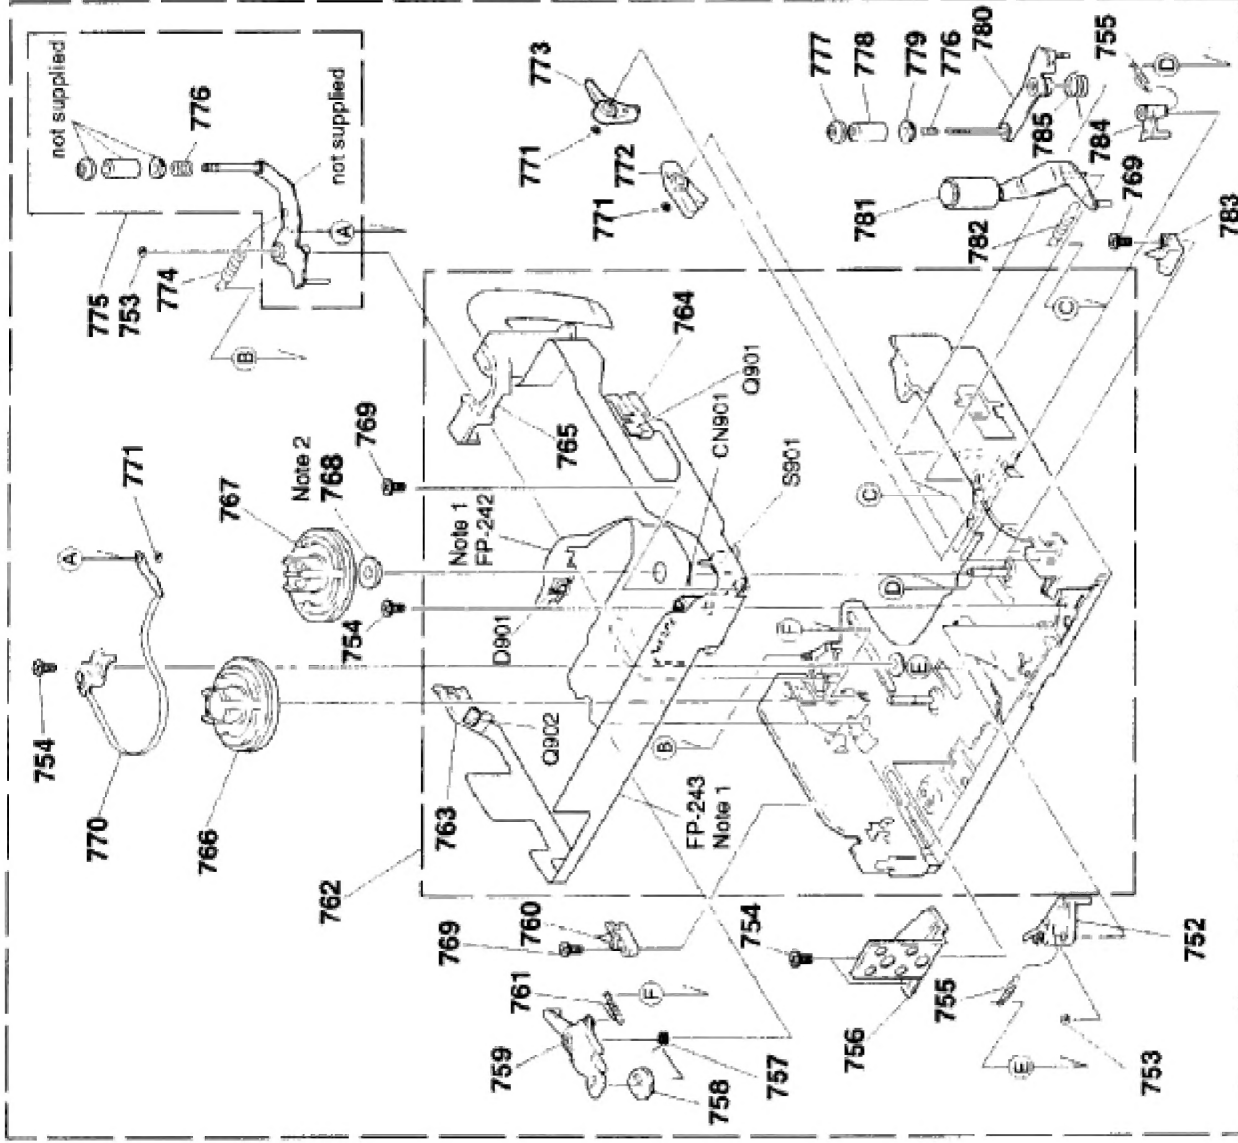 not supplied
776
not supplied
775
753
774
A
B
773
771
772
771
777
778
779
776
780
755
D
785
784
781
782
769
783
C
771
A
767
Note 2
768
769
754
770
766
754
765
764
Q901
CN901
S901
Note 1
FP-242
D901
763
Q902
762
FP-243
Note 1
C
D
F
E
B
769
760
761
F
759
758
757
754
756
755
752
E
753